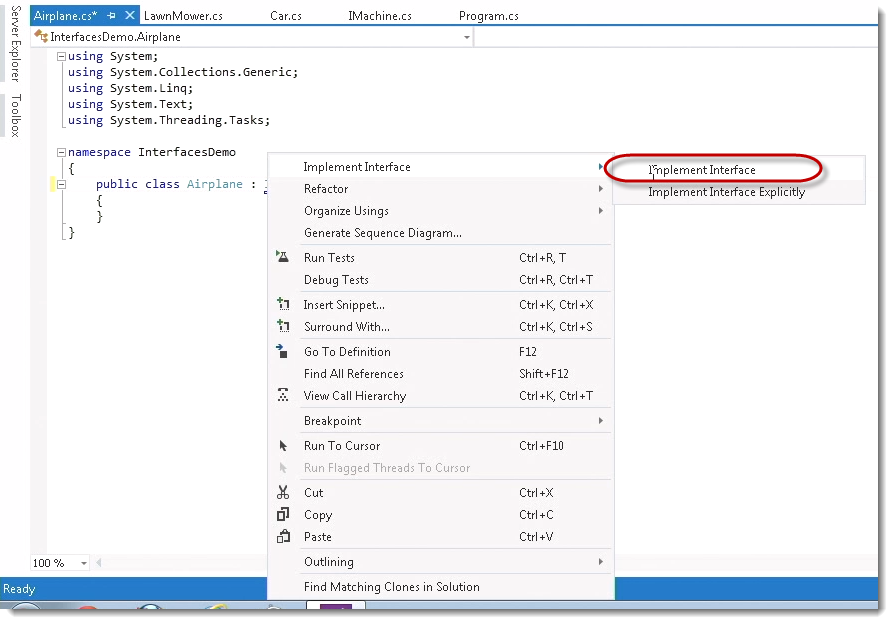 Server Explorer
Toolbox
Airplane.cs* LawnMower.cs Car.cs IMachine.cs Program.cs
InterfacesDemo.Airplane
using System;
using System.Collections.Generic;
using System.Linq;
using System.Text;
using System.Threading.Tasks;
namespace InterfacesDemo
{
public class Airplane :
{
}
}
Implement Interface
Refactor
Organize Usings
Generate Sequence Diagram...
Run Tests Ctrl+R, T
Debug Tests Ctrl+R, Ctrl+T
Insert Snippet... Ctrl+K, Ctrl+X
Surround With... Ctrl+K, Ctrl+S
Go To Definition F12
Find All References Shift+F12
View Call Hierarchy Ctrl+K, Ctrl+T
Breakpoint
Run To Cursor Ctrl+F10
Run Flagged Threads To Cursor
Cut Ctrl+X
Copy Ctrl+C
Paste Ctrl+V
Outlining
Find Matching Clones in Solution
Implement Interface
Implement Interface Explicitly
100 %
Ready